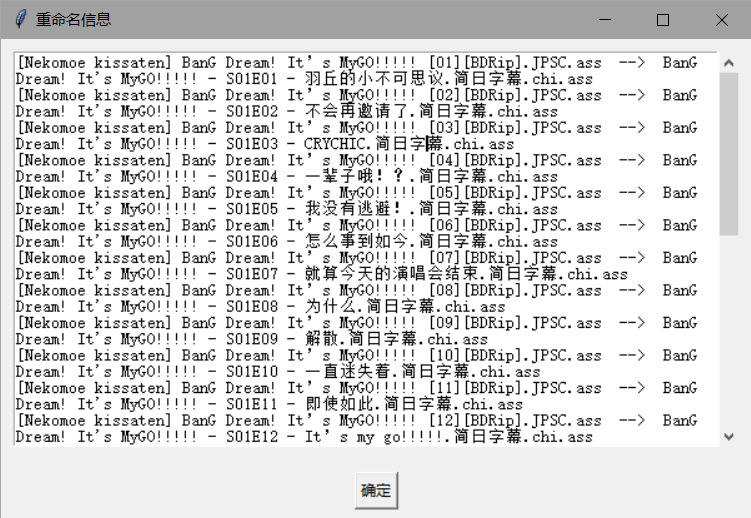 重命名信息
[Nekomoe kissaten] BanG Dream! It’s MyGO!!!!! [01][BDRip].JPSC.ass --> BanG
Dream! It's MyGO!!!!! - S01E01 - 羽丘的小不可思议.简日字幕.chi.ass
[Nekomoe kissaten] BanG Dream! It’s MyGO!!!!! [02][BDRip].JPSC.ass --> BanG
Dream! It's MyGO!!!!! - S01E02 - 不会再邀请了.简日字幕.chi.ass
[Nekomoe kissaten] BanG Dream! It’s MyGO!!!!! [03][BDRip].JPSC.ass --> BanG
Dream! It's MyGO!!!!! - S01E03 - CRYCHIC.简日字幕.chi.ass
[Nekomoe kissaten] BanG Dream! It’s MyGO!!!!! [04][BDRip].JPSC.ass --> BanG
Dream! It's MyGO!!!!! - S01E04 - 一辈子哦！？.简日字幕.chi.ass
[Nekomoe kissaten] BanG Dream! It’s MyGO!!!!! [05][BDRip].JPSC.ass --> BanG
Dream! It's MyGO!!!!! - S01E05 - 我没有逃避！.简日字幕.chi.ass
[Nekomoe kissaten] BanG Dream! It’s MyGO!!!!! [06][BDRip].JPSC.ass --> BanG
Dream! It's MyGO!!!!! - S01E06 - 怎么事到如今.简日字幕.chi.ass
[Nekomoe kissaten] BanG Dream! It’s MyGO!!!!! [07][BDRip].JPSC.ass --> BanG
Dream! It's MyGO!!!!! - S01E07 - 就算今天的演唱会结束.简日字幕.chi.ass
[Nekomoe kissaten] BanG Dream! It’s MyGO!!!!! [08][BDRip].JPSC.ass --> BanG
Dream! It's MyGO!!!!! - S01E08 - 为什么.简日字幕.chi.ass
[Nekomoe kissaten] BanG Dream! It’s MyGO!!!!! [09][BDRip].JPSC.ass --> BanG
Dream! It's MyGO!!!!! - S01E09 - 解散.简日字幕.chi.ass
[Nekomoe kissaten] BanG Dream! It’s MyGO!!!!! [10][BDRip].JPSC.ass --> BanG
Dream! It's MyGO!!!!! - S01E10 - 一直迷失着.简日字幕.chi.ass
[Nekomoe kissaten] BanG Dream! It’s MyGO!!!!! [11][BDRip].JPSC.ass --> BanG
Dream! It's MyGO!!!!! - S01E11 - 即使如此.简日字幕.chi.ass
[Nekomoe kissaten] BanG Dream! It’s MyGO!!!!! [12][BDRip].JPSC.ass --> BanG
Dream! It's MyGO!!!!! - S01E12 - It’s my go!!!!!.简日字幕.chi.ass
确定